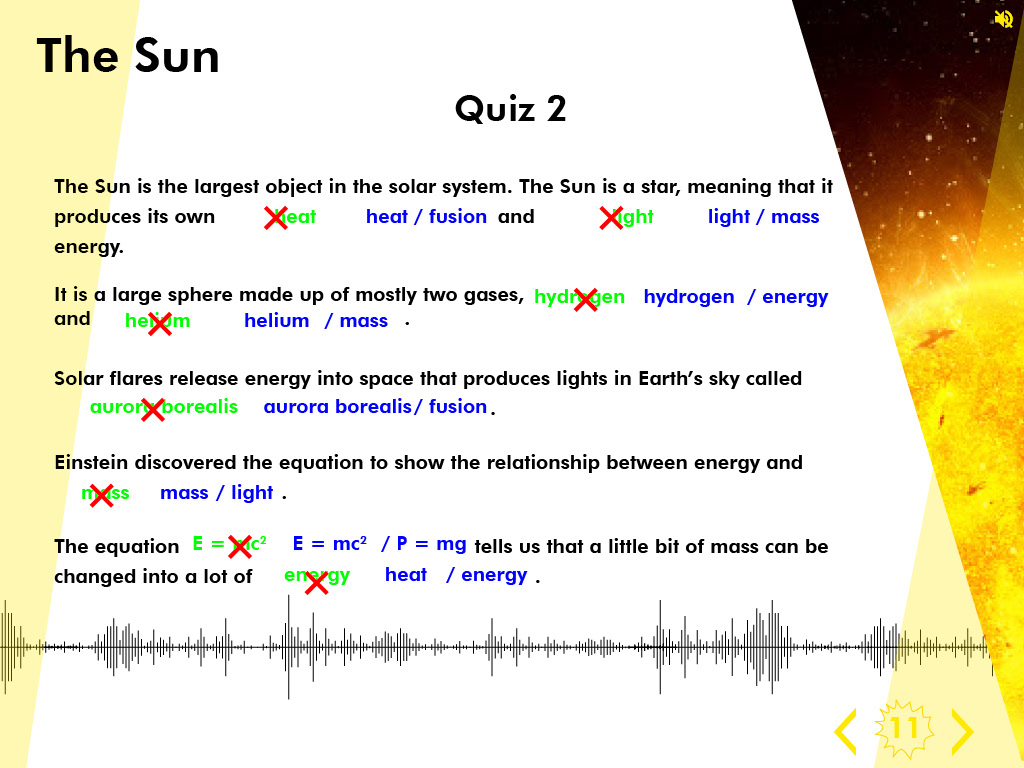 The Sun
Quiz 2
The Sun is the largest object in the solar system. The Sun is a star, meaning that it
produces its own heat heat / fusion and light light / mass
energy.
It is a large sphere made up of mostly two gases, hydrogen hydrogen / energy
and helium helium / mass .
Solar flares release energy into space that produces lights in Earth’s sky called
aurora borealis aurora borealis / fusion .
Einstein discovered the equation to show the relationship between energy and
mass mass / light .
The equation E = mc² E = mc² / P = mg tells us that a little bit of mass can be
changed into a lot of energy heat / energy .
11